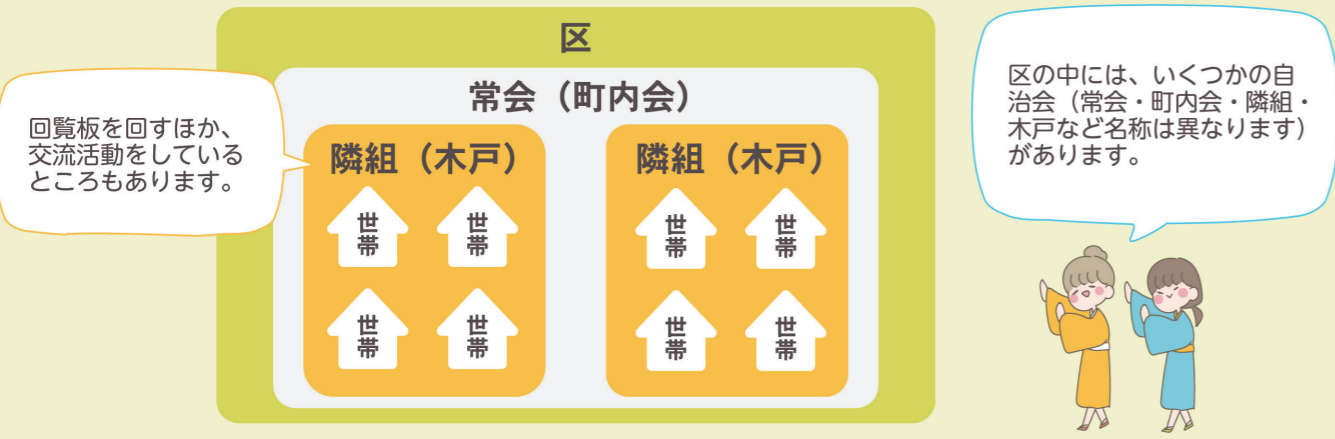 区
常会（町内会）
回覧板を回すほか、
交流活動をしている
ところもあります。
隣組（木戸）
世帯
世帯
世帯
世帯
隣組（木戸）
世帯
世帯
世帯
世帯
区の中には、いくつかの自
治会（常会・町内会・隣組・
木戸など名称は異なります）
があります。